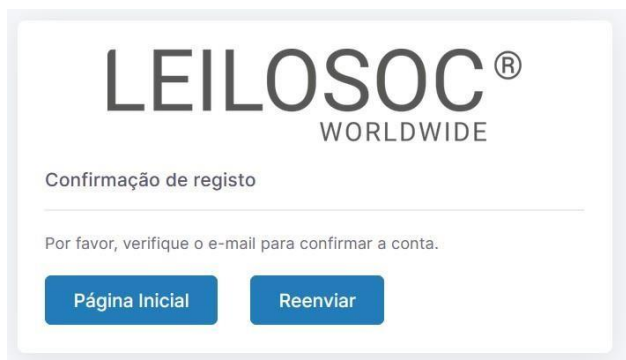 LEILOSOC®
WORLDWIDE
Confirmação de registo
Por favor, verifique o e-mail para confirmar a conta.
Página Inicial
Reenviar